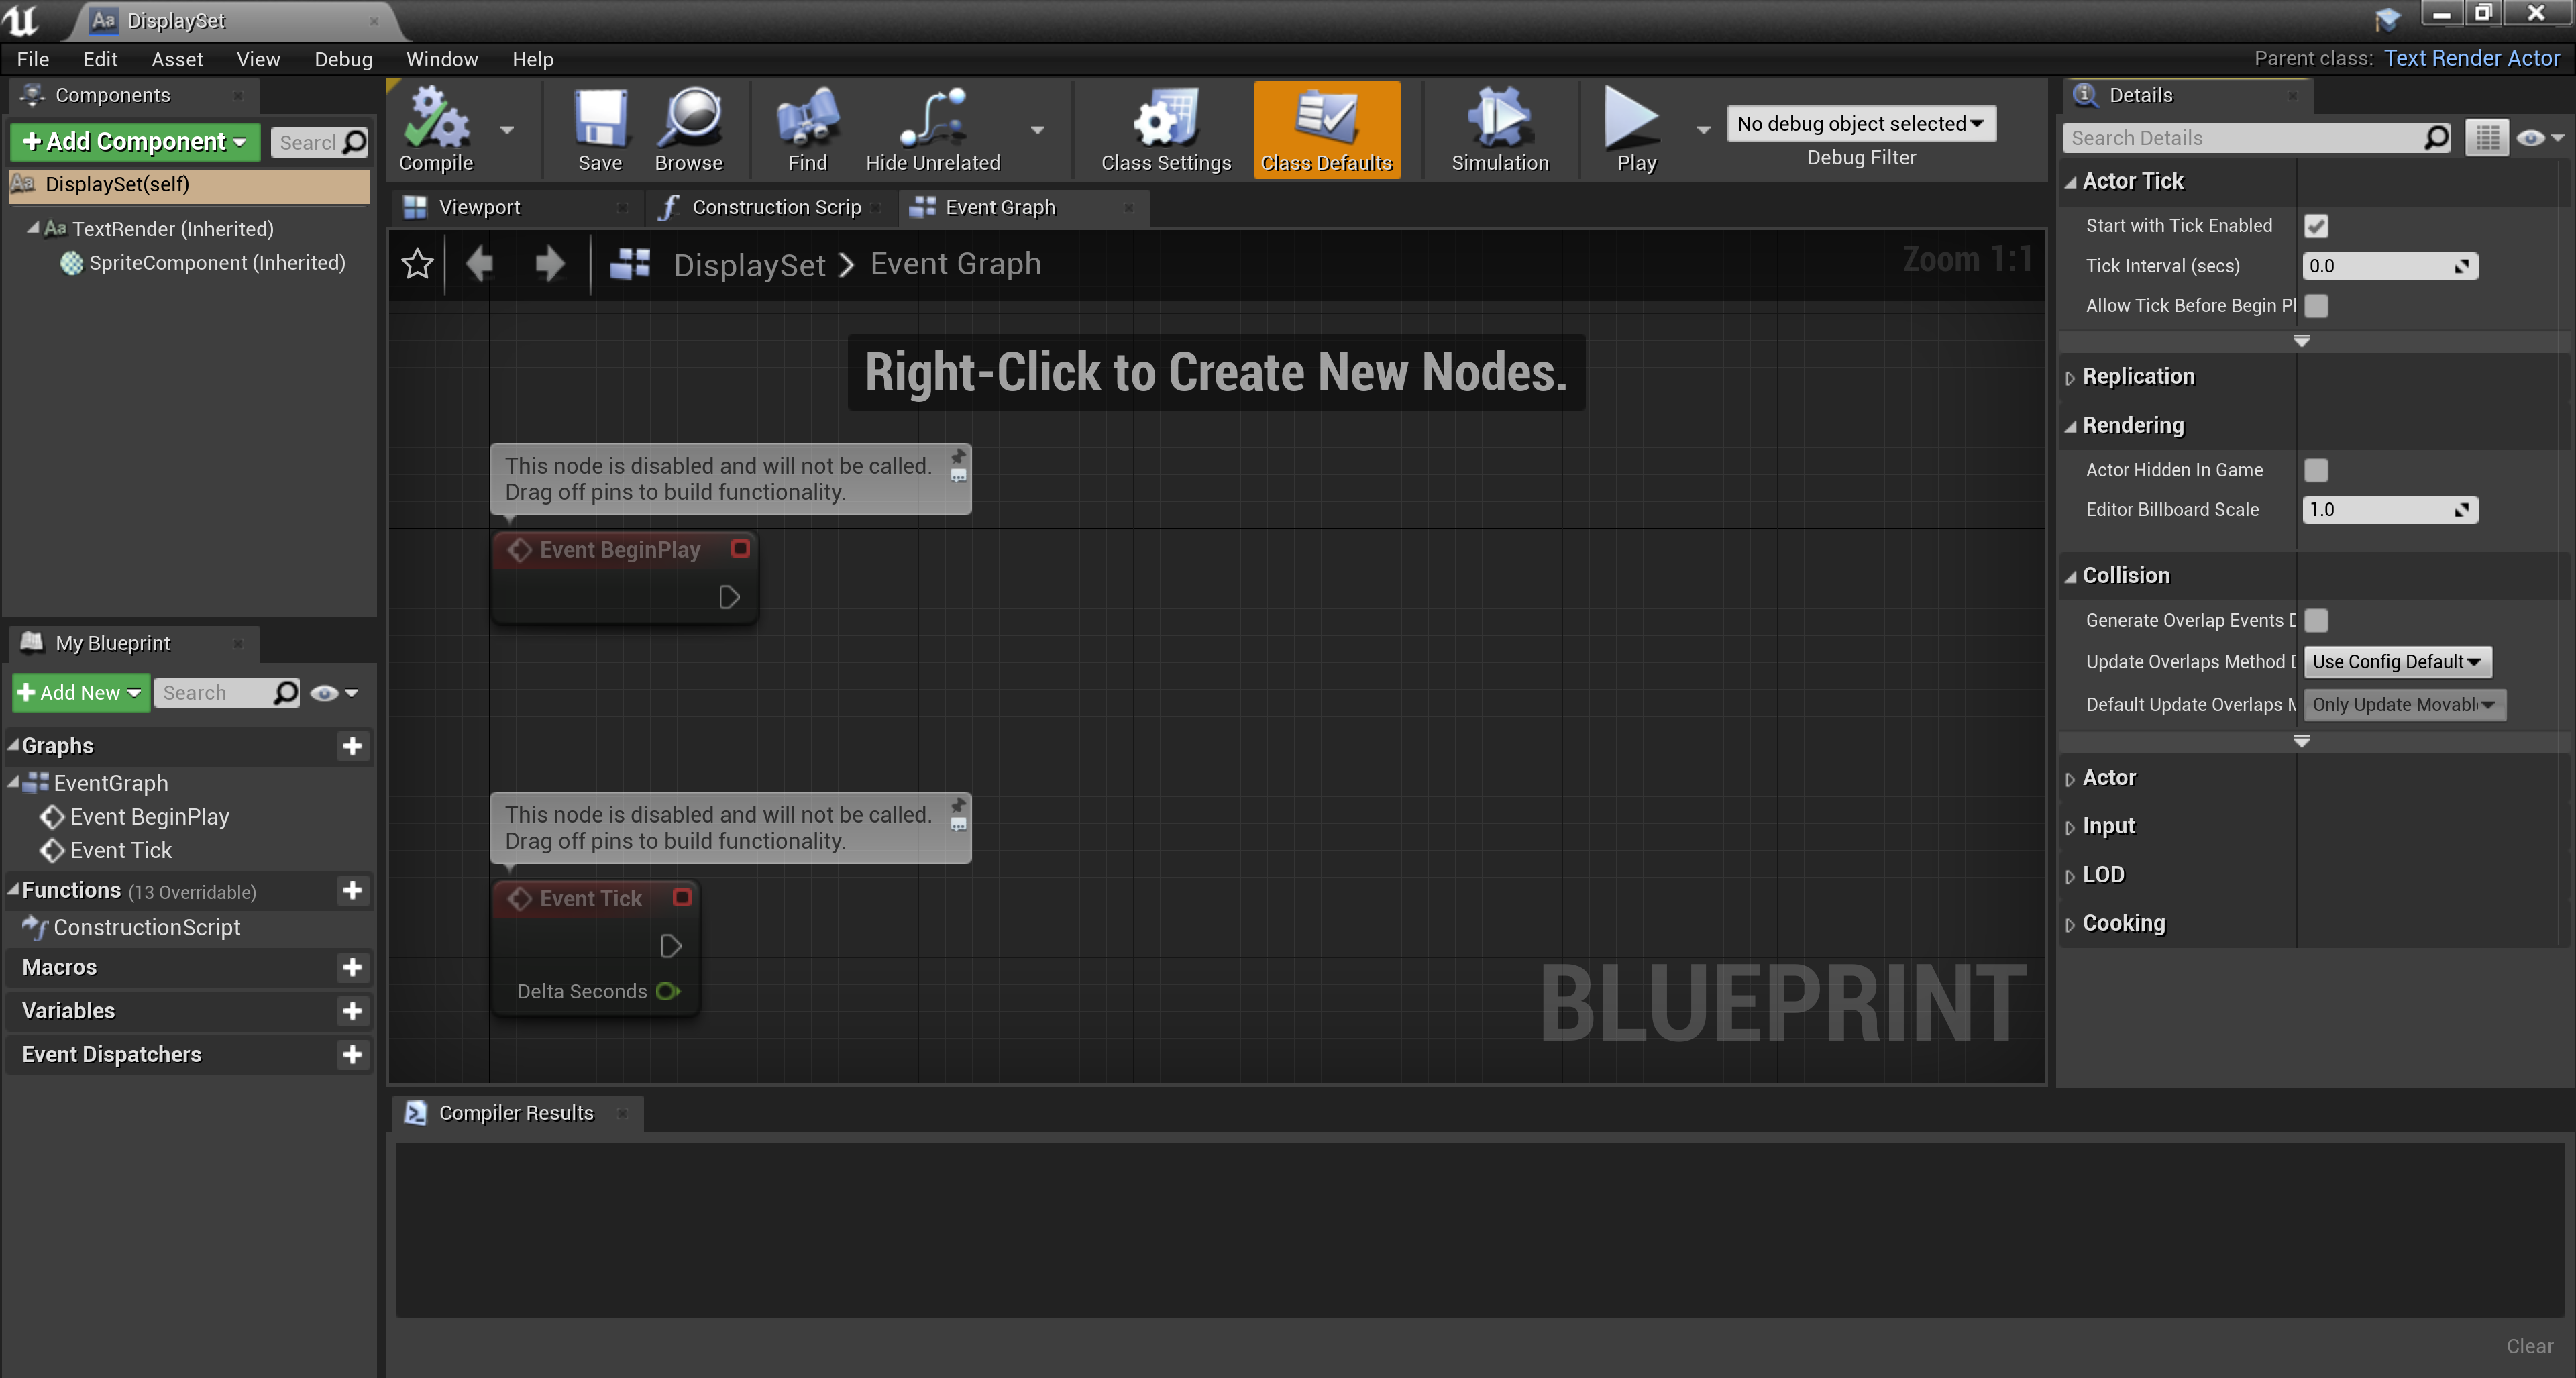 DisplaySet
File Edit Asset View Debug Window Help
Parent class: Text Render Actor
Components
Add Component
Searcl
DisplaySet(self)
TextRender (Inherited)
SpriteComponent (Inherited)
My Blueprint
Add New
Search
Graphs
EventGraph
Event BeginPlay
Event Tick
Functions (13 Overridable)
ConstructionScript
Macros
Variables
Event Dispatchers
Compile
Save
Browse
Find
Hide Unrelated
Class Settings
Class Defaults
Simulation
Play
No debug object selected
Debug Filter
Viewport
Construction Scrip
Event Graph
DisplaySet > Event Graph
Zoom 1:1
Right-Click to Create New Nodes.
This node is disabled and will not be called.
Drag off pins to build functionality.
Event BeginPlay
This node is disabled and will not be called.
Drag off pins to build functionality.
Event Tick
Delta Seconds
BLUEPRINT
Compiler Results
Clear
Details
Search Details
Actor Tick
Start with Tick Enabled
Tick Interval (secs) 0.0
Allow Tick Before Begin Pl
Replication
Rendering
Actor Hidden In Game
Editor Billboard Scale 1.0
Collision
Generate Overlap Events D
Update Overlaps Method D Use Config Default
Default Update Overlaps M Only Update Movabl
Actor
Input
LOD
Cooking